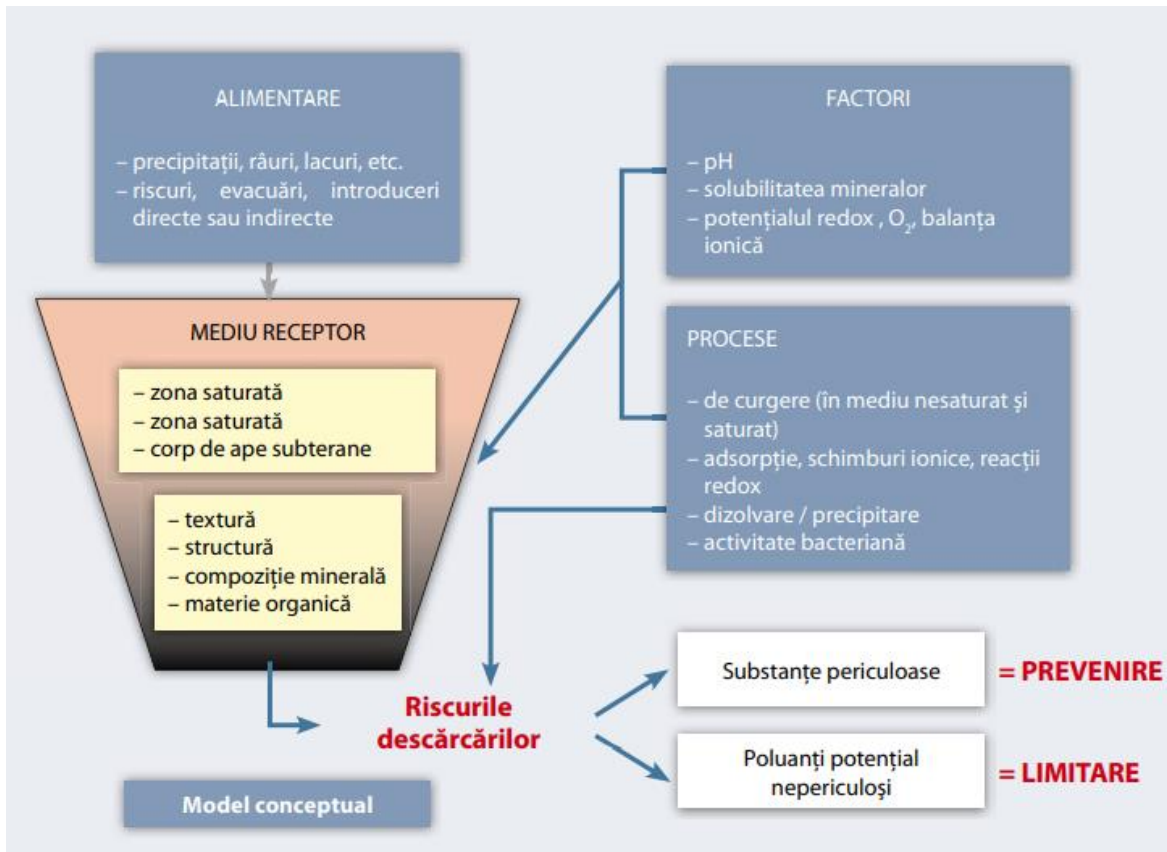 ALIMENTARE
– precipitații, râuri, lacuri, etc.
– riscuri, evacuări, introduceri
directe sau indirecte
FACTORI
– pH
– solubilitatea mineralor
– potențialul redox , O₂, balanța
ionică
MEDIU RECEPTOR
– zona saturată
– zona saturată
– corp de ape subterane
– textură
– structură
– compoziție minerală
– materie organică
PROCESE
– de curgere (în mediu nesaturat și
saturat)
– adsorpție, schimburi ionice, reacții
redox
– dizolvare / precipitare
– activitate bacteriană
Riscurile
descărcărilor
Substanțe periculoase
= PREVENIRE
Poluanți potențial
nepericuloși
= LIMITARE
Model conceptual